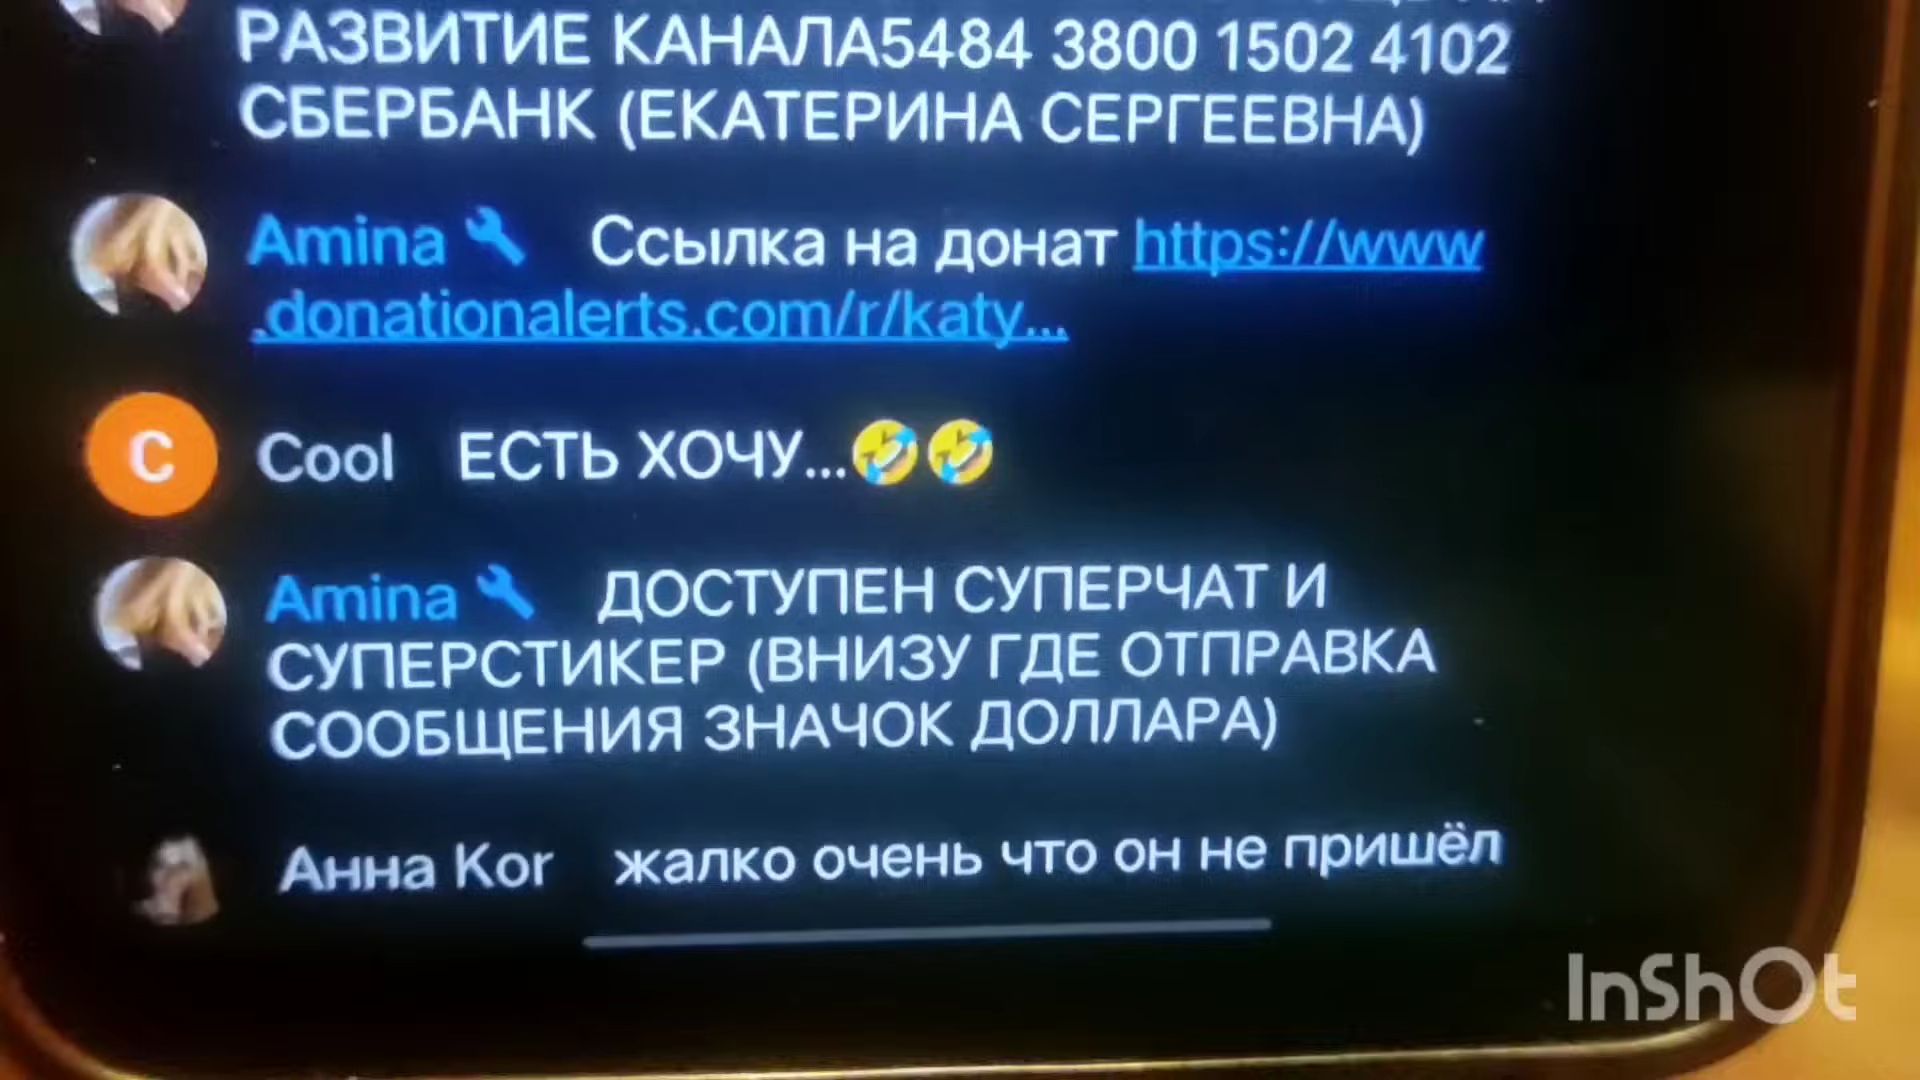 РАЗВИТИЕ КАНАЛА5484 3800 1502 4102
СБЕРБАНК (ЕКАТЕРИНА СЕРГЕЕВНА)
Amina Ссылка на донат https://www
.donationalerts.com/r/katy...
C Cool ЕСТЬ ХОЧУ...🤣🤣
Amina ДОСТУПЕН СУПЕРЧАТ И
СУПЕРСТИКЕР (ВНИЗУ ГДЕ ОТПРАВКА
СООБЩЕНИЯ ЗНАЧОК ДОЛЛАРА)
Анна Kor жалко очень что он не пришёл
InShOt